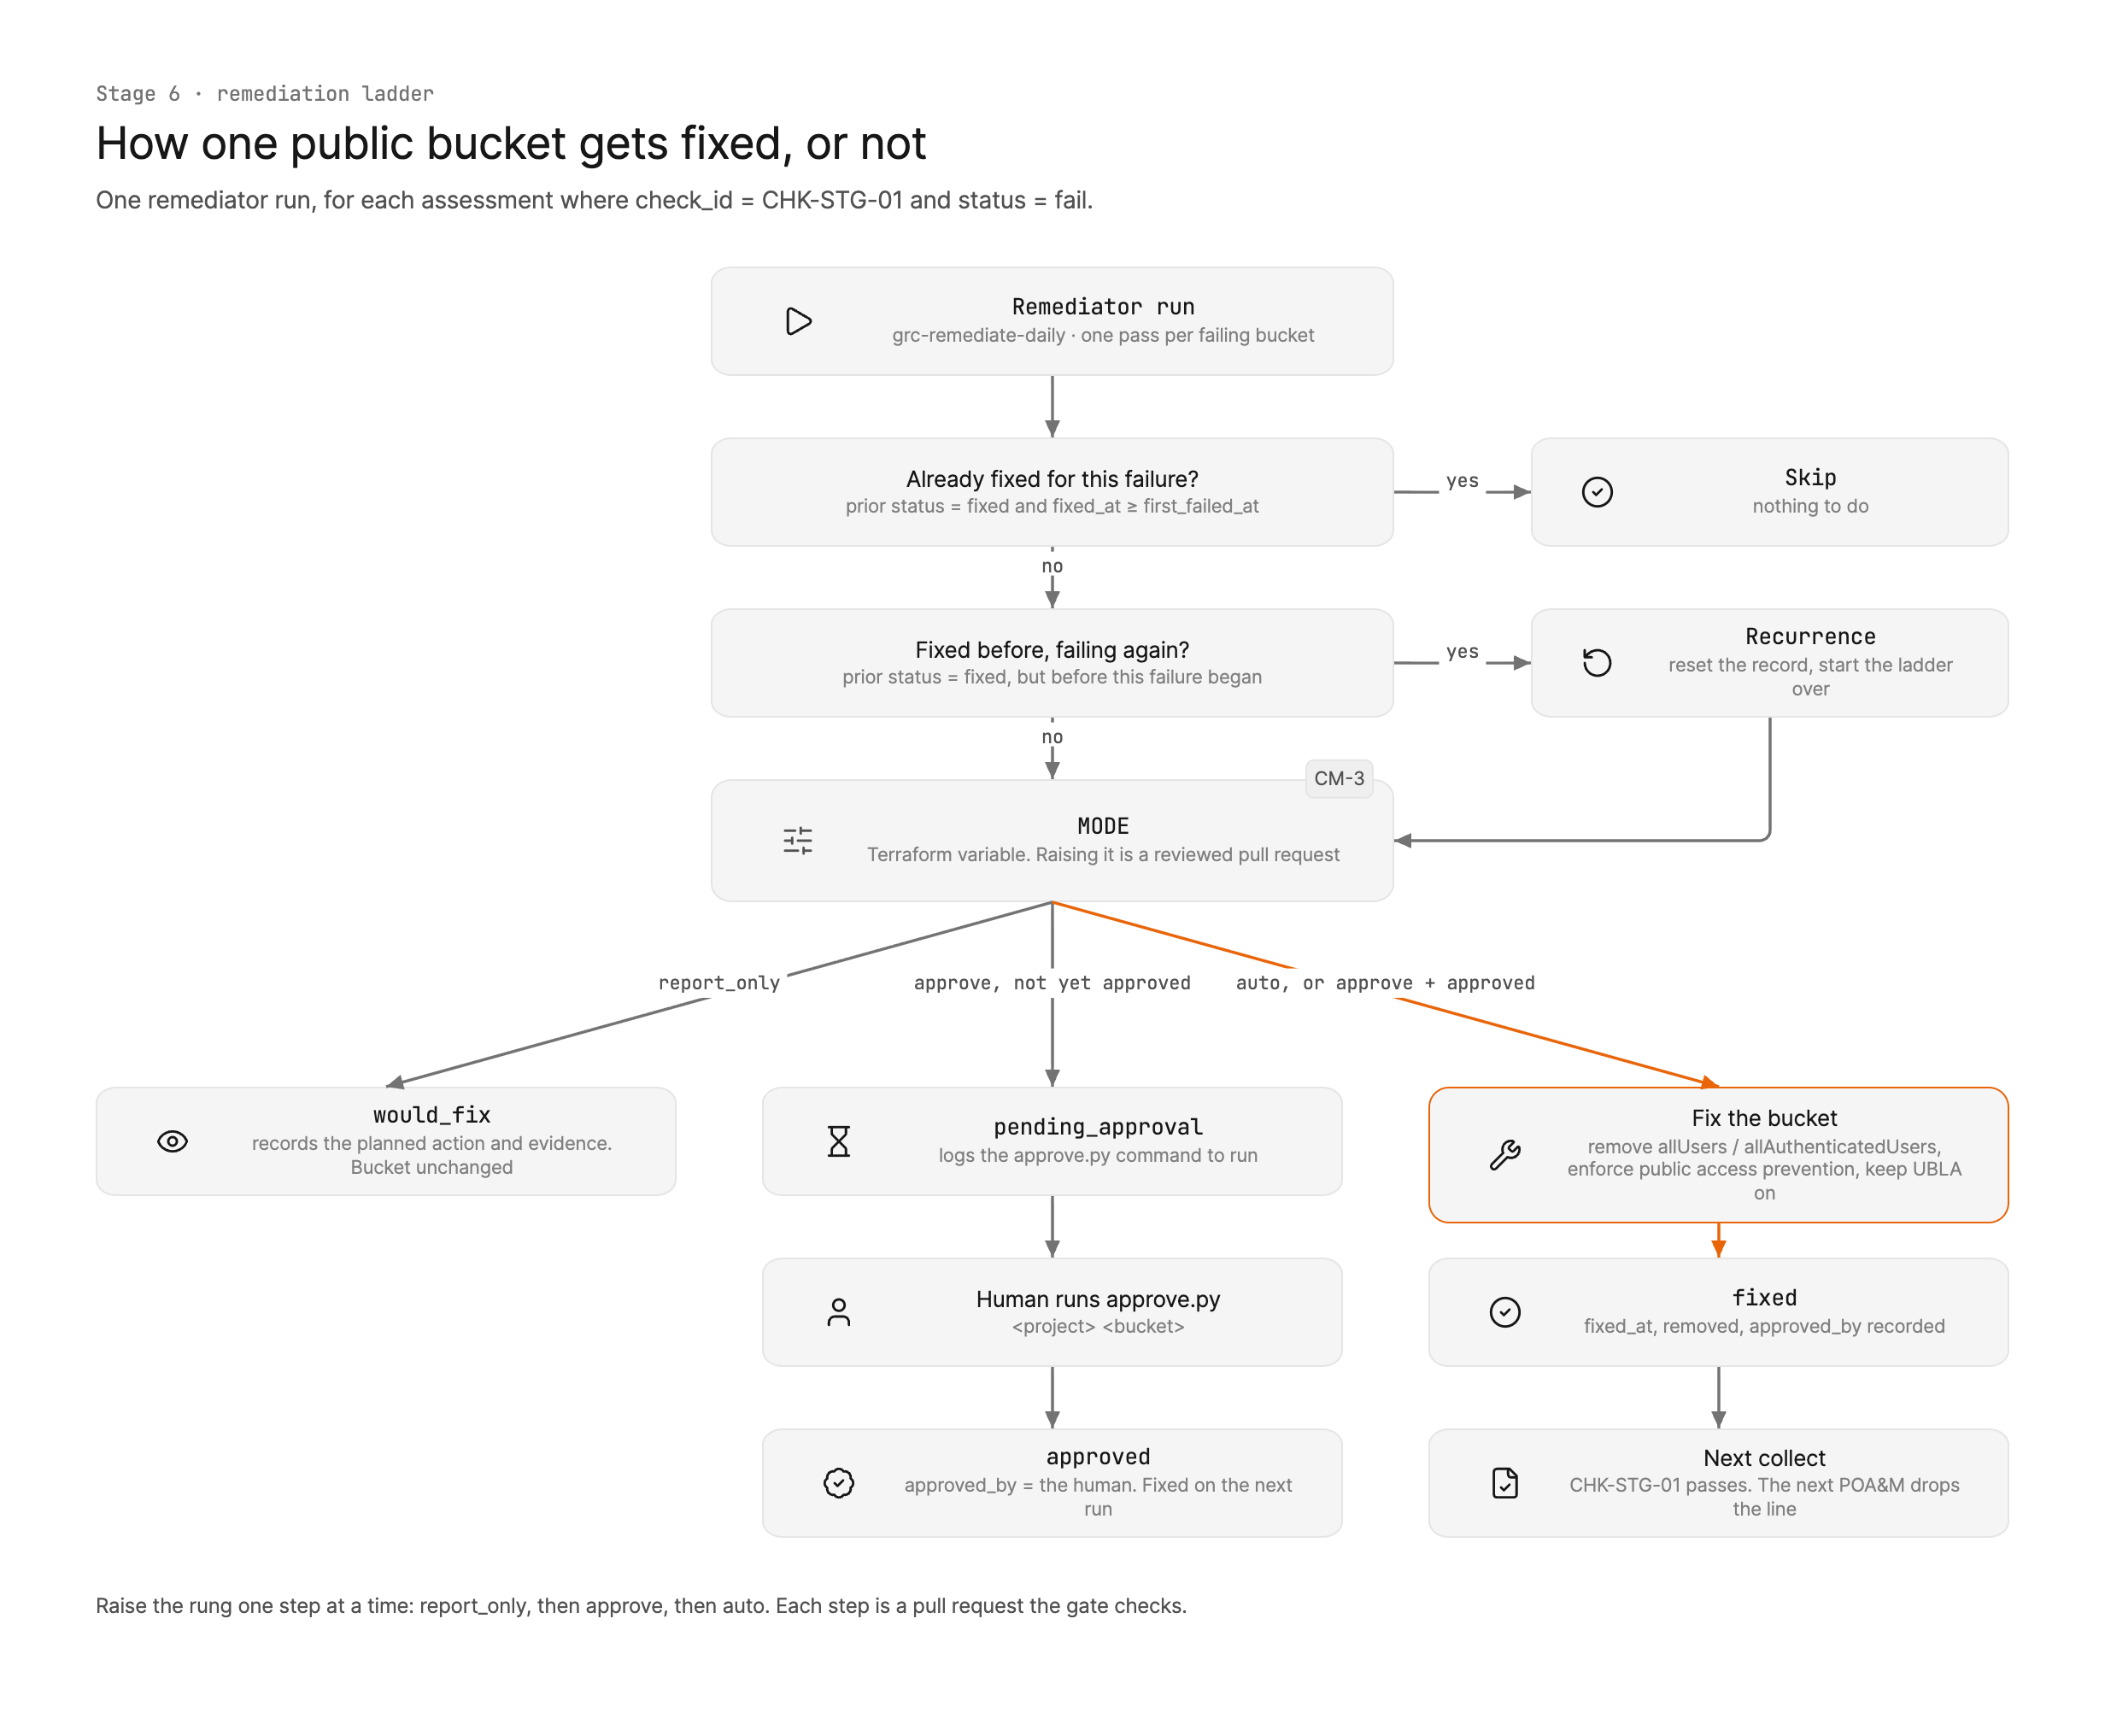 Stage 6 · remediation ladder
How one public bucket gets fixed, or not
One remediator run, for each assessment where check_id = CHK-STG-01 and status = fail.
Remediator run
grc-remediate-daily · one pass per failing bucket
Already fixed for this failure?
prior status = fixed and fixed_at ≥ first_failed_at
yes
Skip
nothing to do
no
Fixed before, failing again?
prior status = fixed, but before this failure began
yes
Recurrence
reset the record, start the ladder
over
no
CM-3
MODE
Terraform variable. Raising it is a reviewed pull request
report_only
approve, not yet approved
auto, or approve + approved
would_fix
records the planned action and evidence.
Bucket unchanged
pending_approval
logs the approve.py command to run
Fix the bucket
remove allUsers / allAuthenticatedUsers,
enforce public access prevention, keep UBLA
on
Human runs approve.py
<project> <bucket>
fixed
fixed_at, removed, approved_by recorded
approved
approved_by = the human. Fixed on the next
run
Next collect
CHK-STG-01 passes. The next POA&M drops
the line
Raise the rung one step at a time: report_only, then approve, then auto. Each step is a pull request the gate checks.